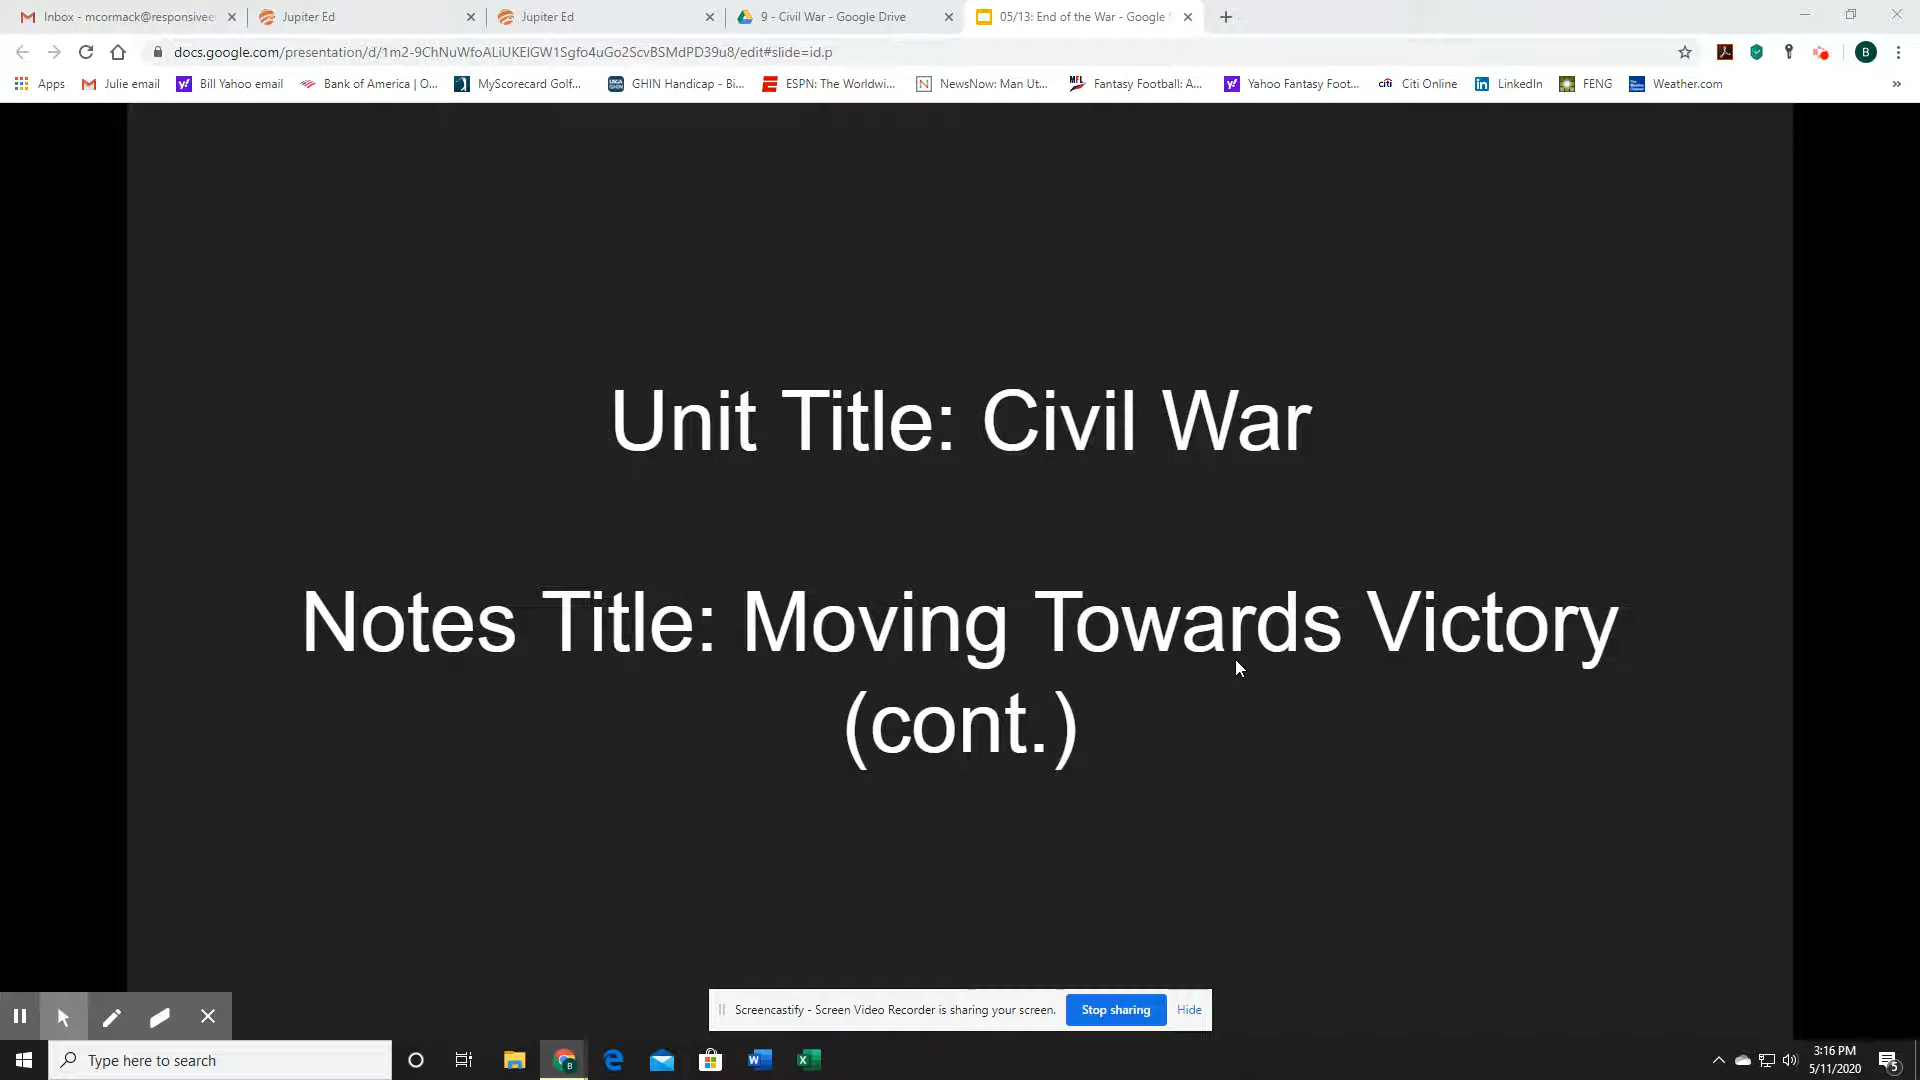 Inbox - mcormack@responsivee
Jupiter Ed
Jupiter Ed
9 - Civil War - Google Drive
05/13: End of the War - Google S
docs.google.com/presentation/d/1m2-9ChNuWfoALiUKElGW1Sgfo4uGo2ScvBSMdPD39u8/edit#slide=id.p
B
Apps
Julie email
Bill Yahoo email
Bank of America | O...
MyScorecard Golf...
GHIN Handicap - Bi...
ESPN: The Worldwi...
NewsNow: Man Ut...
Fantasy Football: A...
Yahoo Fantasy Foot...
Citi Online
LinkedIn
FENG
Weather.com
Unit Title: Civil War
Notes Title: Moving Towards Victory
(cont.)
Screencastify - Screen Video Recorder is sharing your screen.
Stop sharing
Hide
Type here to search
3:16 PM
5/11/2020
5